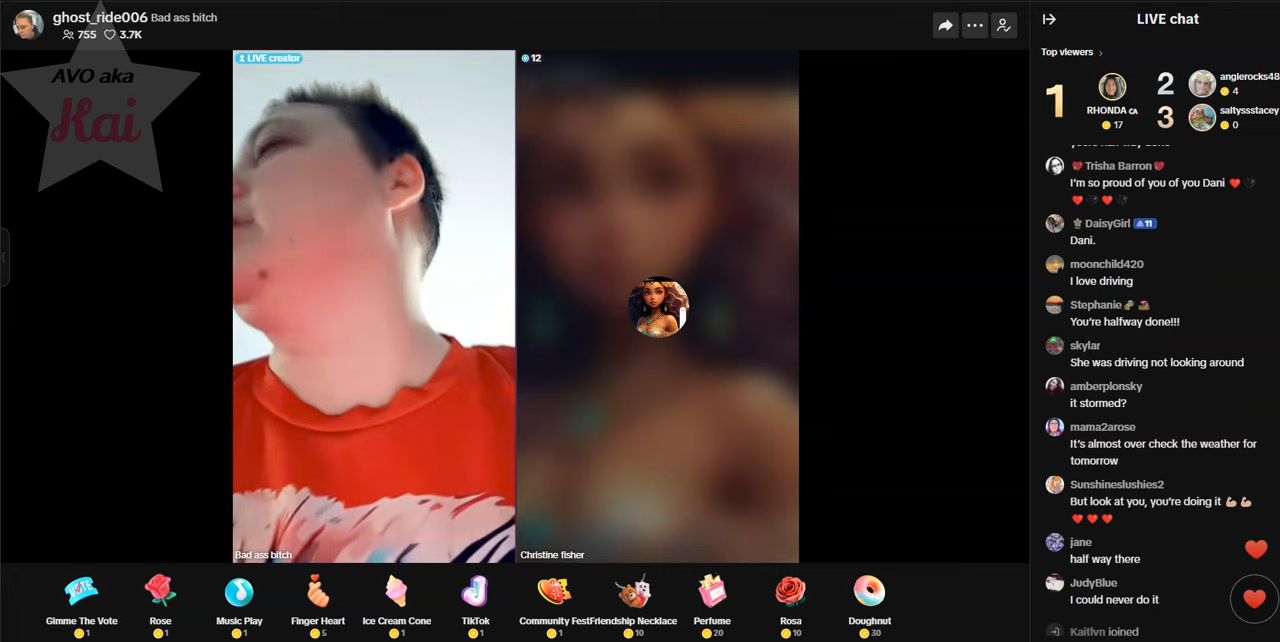 ghost_ride006 Bad ass bitch
755 3.7K
AVO aka
Kai
LIVE creator
12
Bad ass bitch
Christine fisher
VOTE
Gimme The Vote
1
Rose
1
Music Play
1
Finger Heart
5
Ice Cream Cone
1
TikTok
1
Community Fest
1
Friendship Necklace
10
Perfume
20
Rosa
10
Doughnut
30
LIVE chat
Top viewers
1
RHONDA CA
17
2
anglerocks48
4
3
saltyssstacey
0
Trisha Barron
I'm so proud of you of you Dani
DaisyGirl 11
Dani.
moonchild420
I love driving
Stephanie
You're halfway done!!!
skylar
She was driving not looking around
amberplonsky
it stormed?
mama2arose
It's almost over check the weather for
tomorrow
Sunshineslushies2
But look at you, you're doing it
jane
half way there
JudyBlue
I could never do it
Kaitlyn joined